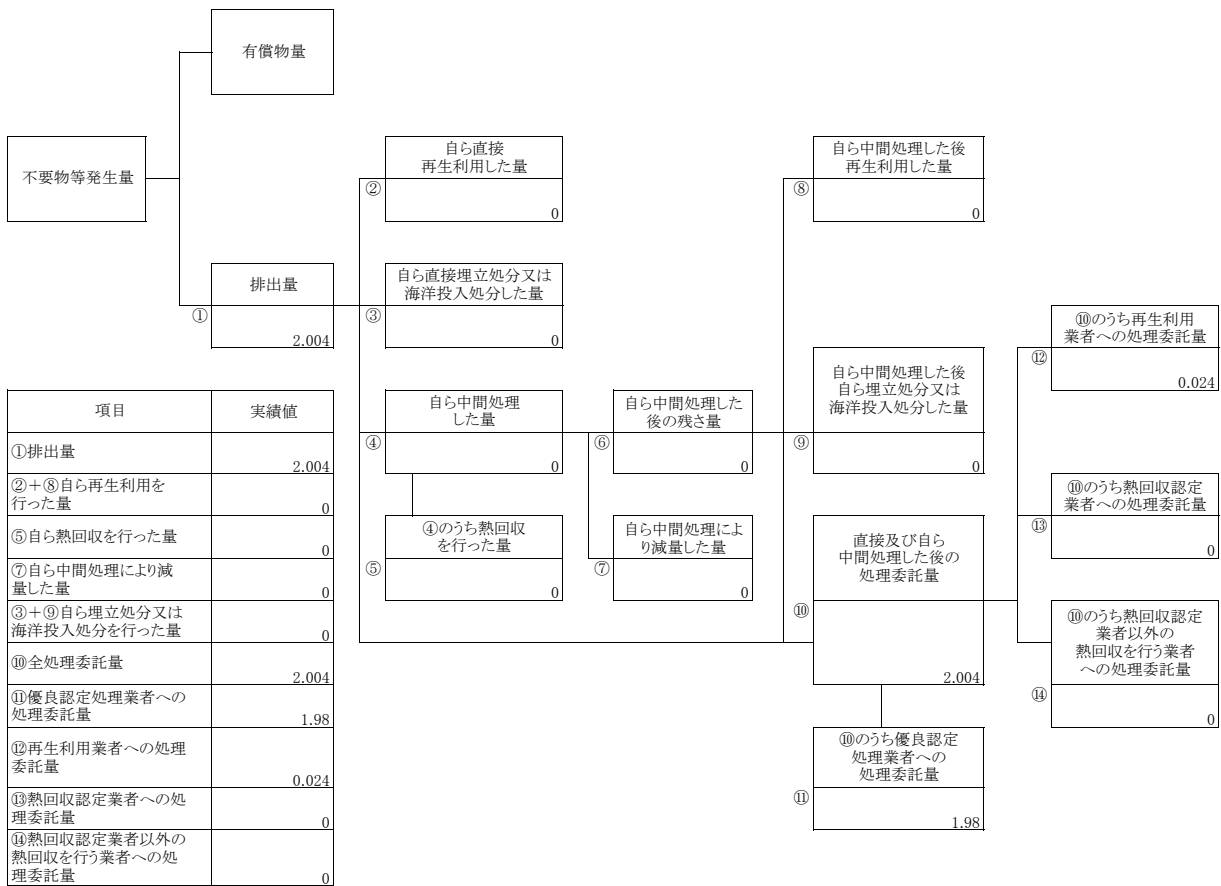 有償物量
不要物等発生量
自ら直接
再生利用した量
②
0
自ら中間処理した後
再生利用した量
⑧
0
排出量
①
2.004
自ら直接埋立処分又は
海洋投入処分した量
③
0
⑩のうち再生利用
業者への処理委託量
⑫
0.024
自ら中間処理
した量
④
0
自ら中間処理した
後の残さ量
⑥
0
自ら中間処理した後
自ら埋立処分又は
海洋投入処分した量
⑨
0
⑩のうち熱回収認定
業者への処理委託量
⑬
0
④のうち熱回収
を行った量
⑤
0
自ら中間処理によ
り減量した量
⑦
0
直接及び自ら
中間処理した後の
処理委託量
⑩
2.004
⑩のうち熱回収認定
業者以外の
熱回収を行う業者
への処理委託量
⑭
0
⑩のうち優良認定
処理業者への
処理委託量
⑪
1.98
項目 実績値
①排出量
2.004
②+⑧自ら再生利用を
行った量
0
⑤自ら熱回収を行った量
0
⑦自ら中間処理により減
量した量
0
③+⑨自ら埋立処分又は
海洋投入処分を行った量
0
⑩全処理委託量
2.004
⑪優良認定処理業者への
処理委託量
1.98
⑫再生利用業者への処理
委託量
0.024
⑬熱回収認定業者への処
理委託量
0
⑭熱回収認定業者以外の
熱回収を行う業者への処
理委託量
0